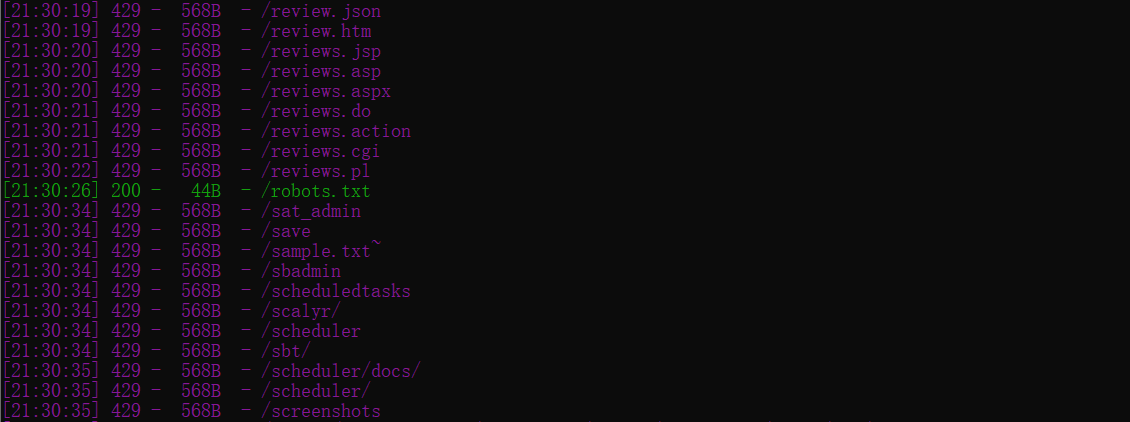 [21:30:19] 429 -  568B  - /review.json
[21:30:19] 429 -  568B  - /review.htm
[21:30:20] 429 -  568B  - /reviews.jsp
[21:30:20] 429 -  568B  - /reviews.asp
[21:30:20] 429 -  568B  - /reviews.aspx
[21:30:21] 429 -  568B  - /reviews.do
[21:30:21] 429 -  568B  - /reviews.action
[21:30:21] 429 -  568B  - /reviews.cgi
[21:30:22] 429 -  568B  - /reviews.pl
[21:30:26] 200 -   44B  - /robots.txt
[21:30:34] 429 -  568B  - /sat_admin
[21:30:34] 429 -  568B  - /save
[21:30:34] 429 -  568B  - /sample.txt~
[21:30:34] 429 -  568B  - /sbadmin
[21:30:34] 429 -  568B  - /scheduledtasks
[21:30:34] 429 -  568B  - /scalyr/
[21:30:34] 429 -  568B  - /scheduler
[21:30:34] 429 -  568B  - /sbt/
[21:30:35] 429 -  568B  - /scheduler/docs/
[21:30:35] 429 -  568B  - /scheduler/
[21:30:35] 429 -  568B  - /screenshots